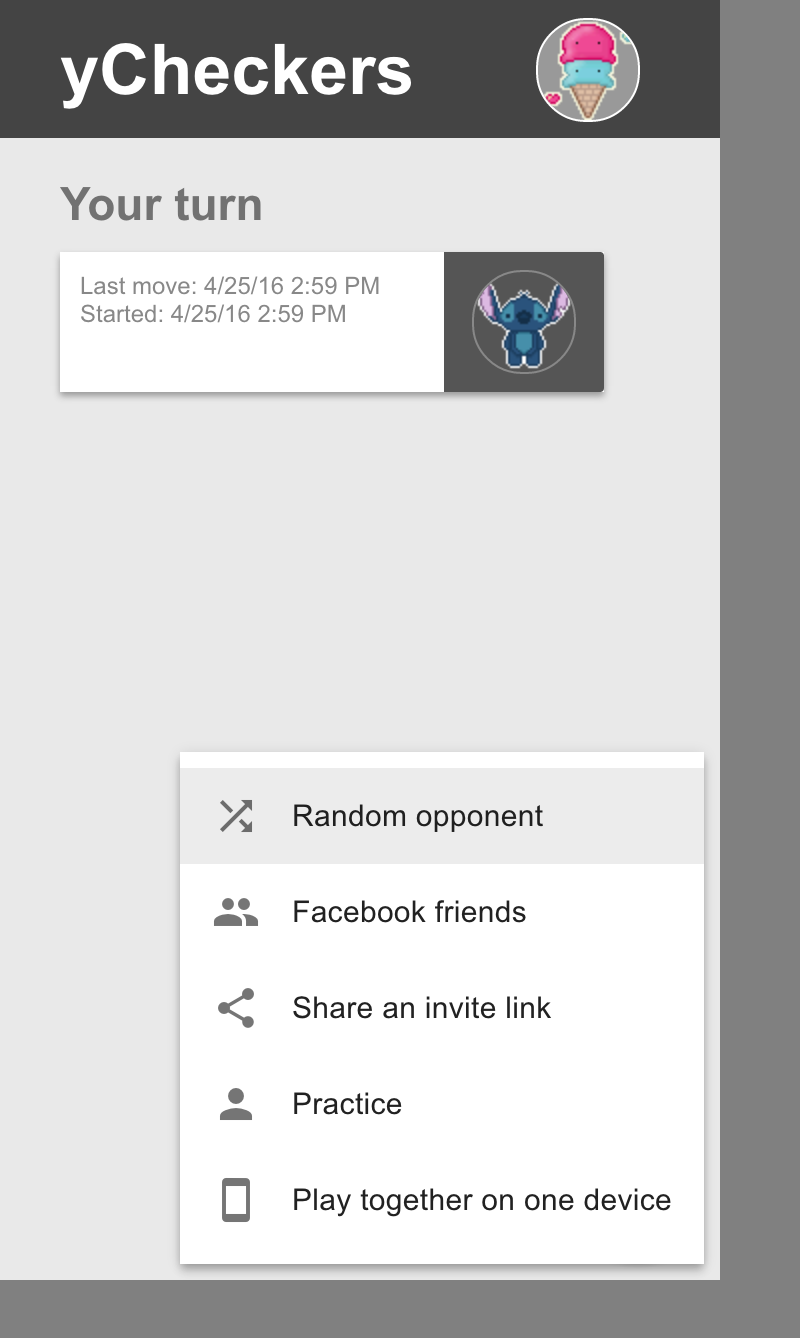 yCheckers
Your turn
Last move: 4/25/16 2:59 PM
Started: 4/25/16 2:59 PM
Random opponent
Facebook friends
Share an invite link
Practice
Play together on one device